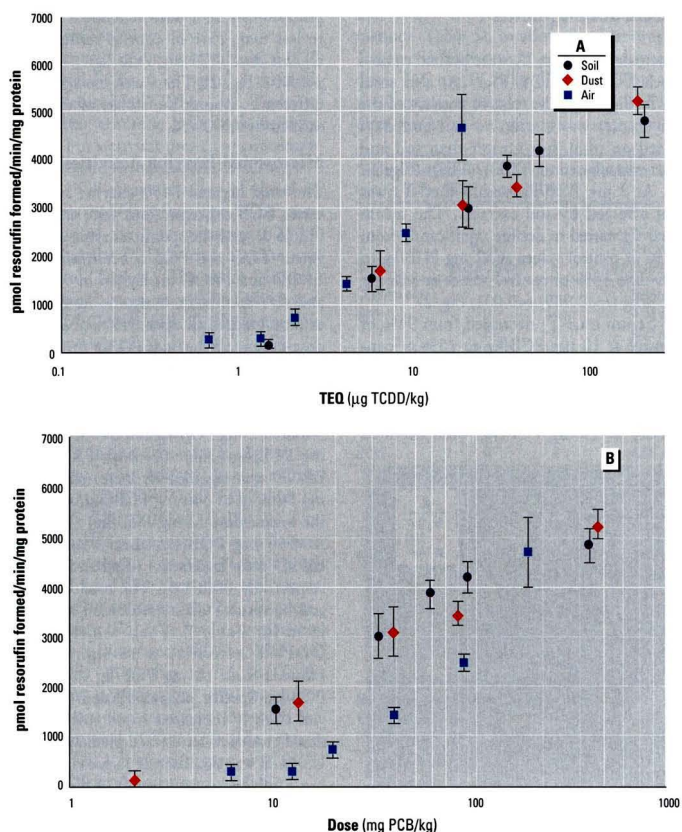 7000
6000
5000
4000
3000
2000
1000
0
pmol resorufin formed/min/mg protein
A
Soil
Dust
Air
0.1
1
10
100
TEQ (µg TCDD/kg)
7000
6000
5000
4000
3000
2000
1000
0
pmol resorufin formed/min/mg protein
B
1
10
100
1000
Dose (mg PCB/kg)